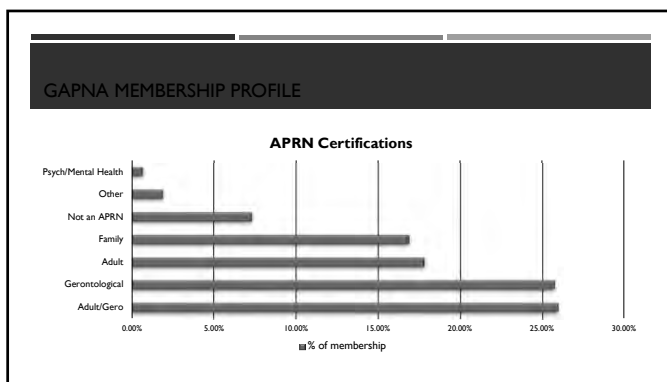 GAPNA MEMBERSHIP PROFILE
APRN Certifications
Psych/Mental Health
Other
Not an APRN
Family
Adult
Gerontological
Adult/Gero
0.00% 5.00% 10.00% 15.00% 20.00% 25.00% 30.00%
% of membership